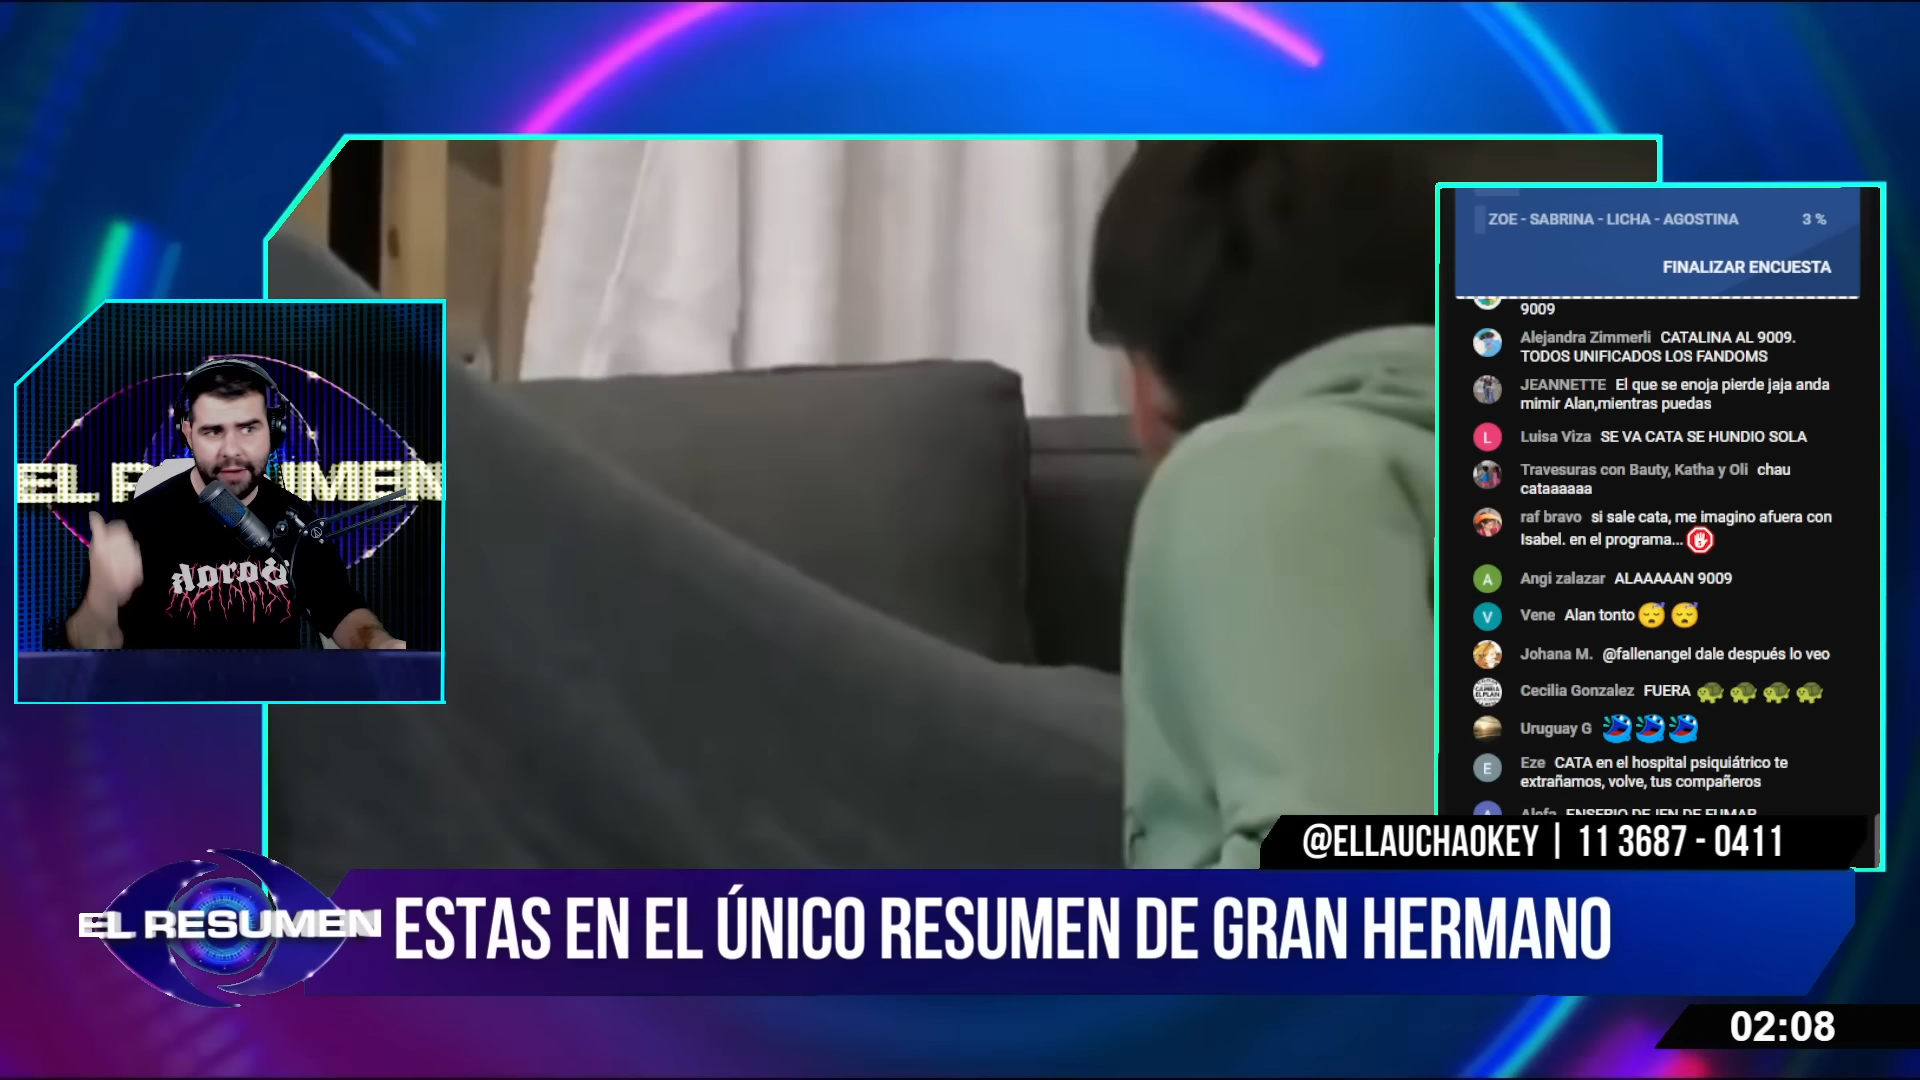 ZOE - SABRINA - LICHA - AGOSTINA 3 %
FINALIZAR ENCUESTA
9009
Alejandra Zimmerli CATALINA AL 9009.
TODOS UNIFICADOS LOS FANDOMS
JEANNETTE El que se enoja pierde jaja anda
mimir Alan,mientras puedas
L Luisa Viza SE VA CATA SE HUNDIO SOLA
Travesuras con Bauty, Katha y Oli chau
cataaaaaa
raf bravo si sale cata, me imagino afuera con
Isabel. en el programa...
A Angi zalazar ALAAAAAN 9009
V Vene Alan tonto
Johana M. @fallenangel dale después lo veo
Cecilia Gonzalez FUERA
Uruguay G
E Eze CATA en el hospital psiquiátrico te
extrañamos, volve, tus compañeros
ENSERIO DEJEN DE FUMAR
@ELLAUCHAOKEY | 11 3687 - 0411
EL RESUMEN
ESTAS EN EL ÚNICO RESUMEN DE GRAN HERMANO
02:08